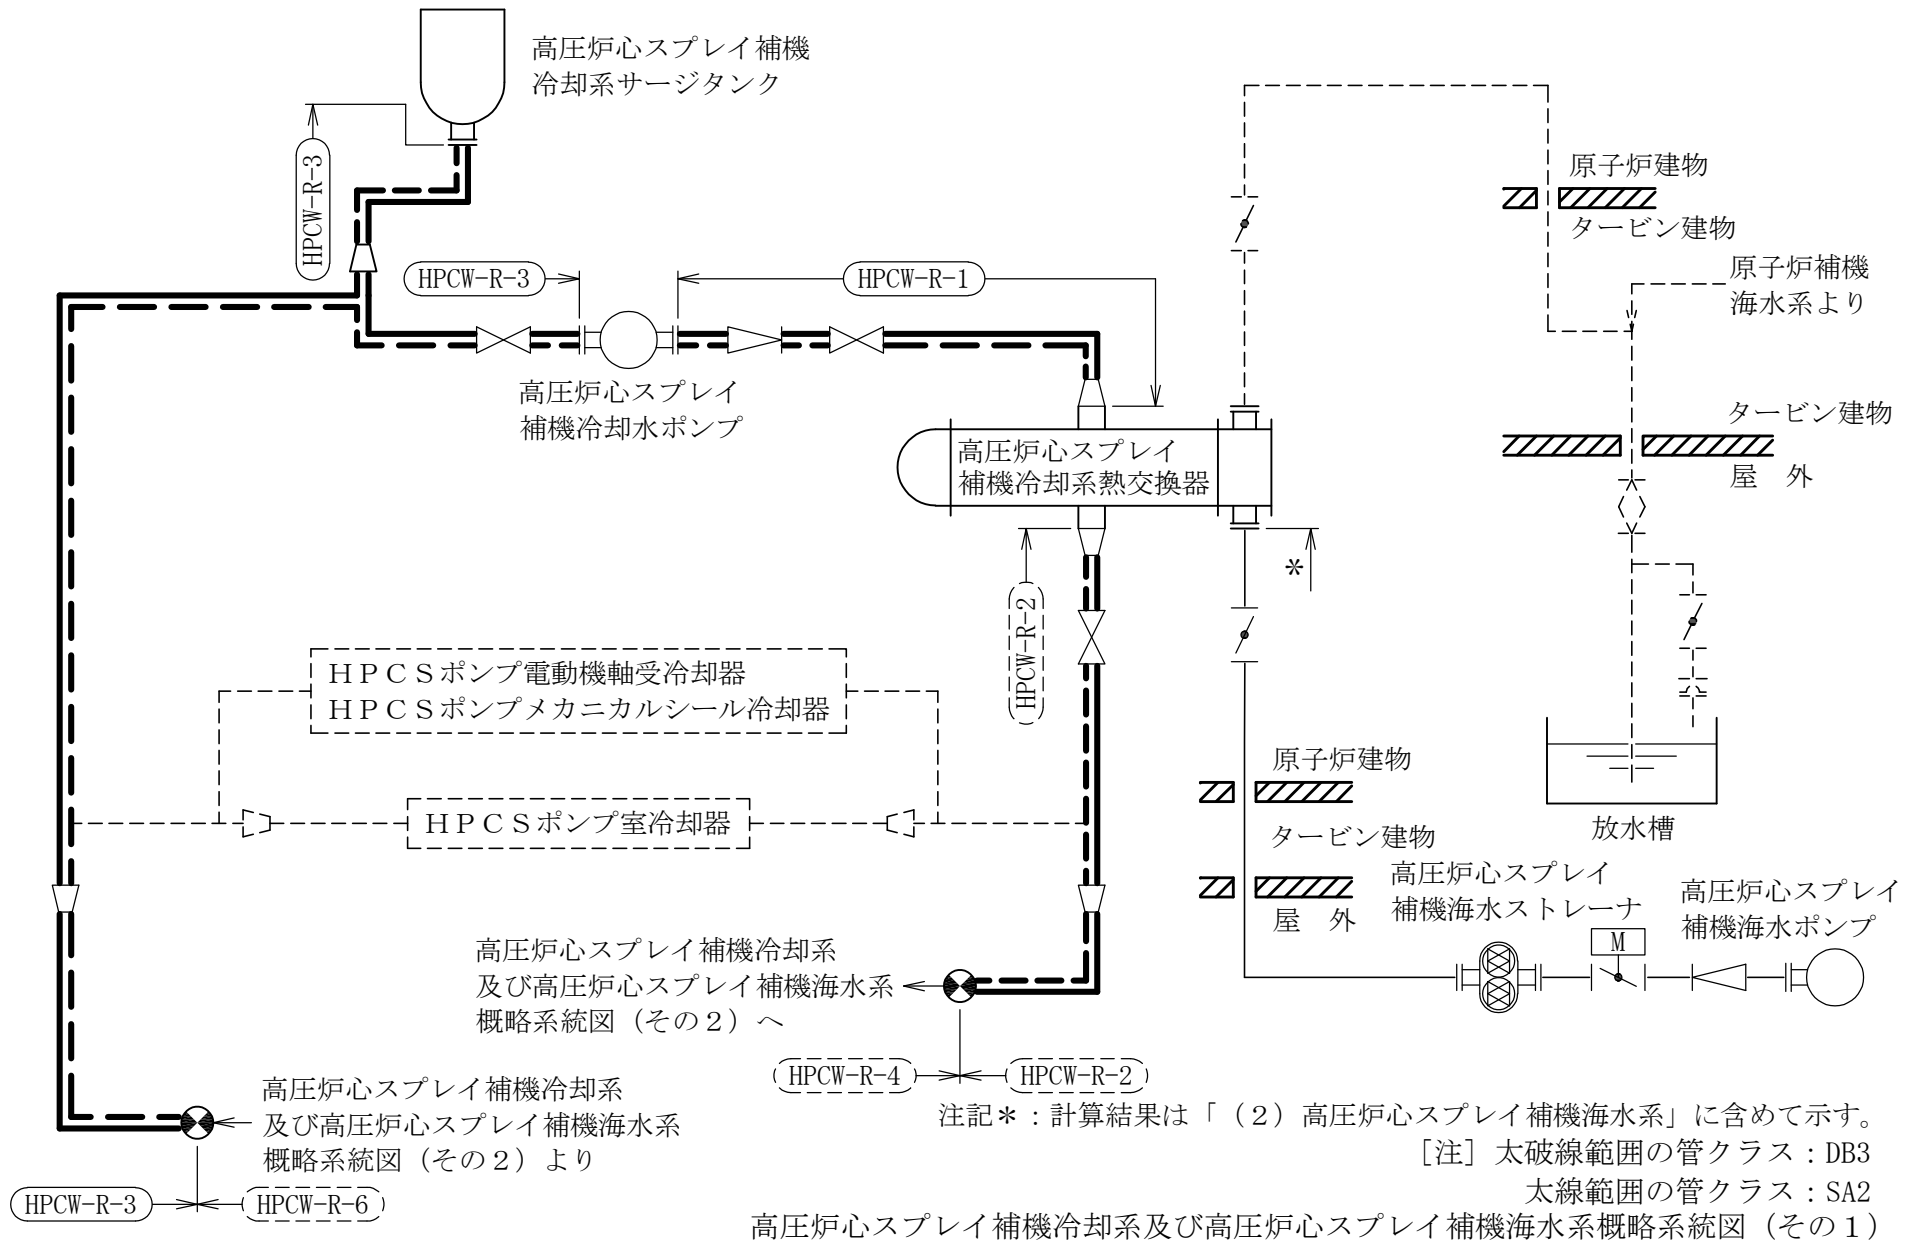 高圧炉心スプレイ補機
冷却系サージタンク
HPCW-R-3
原子炉建物
タービン建物
HPCW-R-3
HPCW-R-1
原子炉補機
海水系より
高圧炉心スプレイ
補機冷却水ポンプ
タービン建物
屋　外
高圧炉心スプレイ
補機冷却系熱交換器
*
HPCW-R-2
ＨＰＣＳポンプ電動機軸受冷却器
ＨＰＣＳポンプメカニカルシール冷却器
原子炉建物
タービン建物
ＨＰＣＳポンプ室冷却器
放水槽
屋　外
高圧炉心スプレイ
補機海水ストレーナ
高圧炉心スプレイ
補機海水ポンプ
M
高圧炉心スプレイ補機冷却系
及び高圧炉心スプレイ補機海水系
概略系統図（その２）へ
HPCW-R-4
HPCW-R-2
高圧炉心スプレイ補機冷却系
及び高圧炉心スプレイ補機海水系
概略系統図（その２）より
HPCW-R-3
HPCW-R-6
注記＊：計算結果は「（２）高圧炉心スプレイ補機海水系」に含めて示す。
［注］太破線範囲の管クラス：DB3
太線範囲の管クラス：SA2
高圧炉心スプレイ補機冷却系及び高圧炉心スプレイ補機海水系概略系統図（その１）